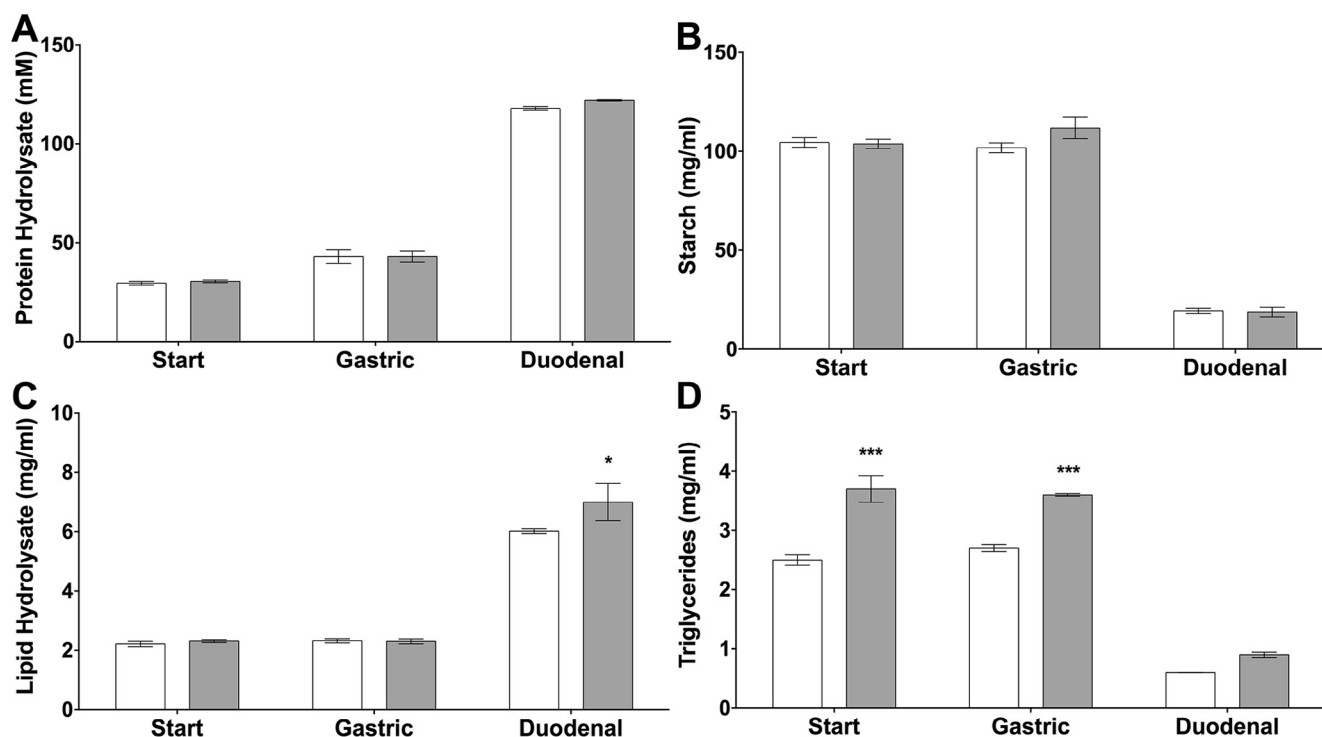 A
Protein Hydrolysate (mM)
150
100
50
0
Start Gastric Duodenal
B
Starch (mg/ml)
150
100
50
0
Start Gastric Duodenal
C
Lipid Hydrolysate (mg/ml)
10
8
6
4
2
0
*
Start Gastric Duodenal
D
Triglycerides (mg/ml)
5
4
3
2
1
0
*** ***
Start Gastric Duodenal